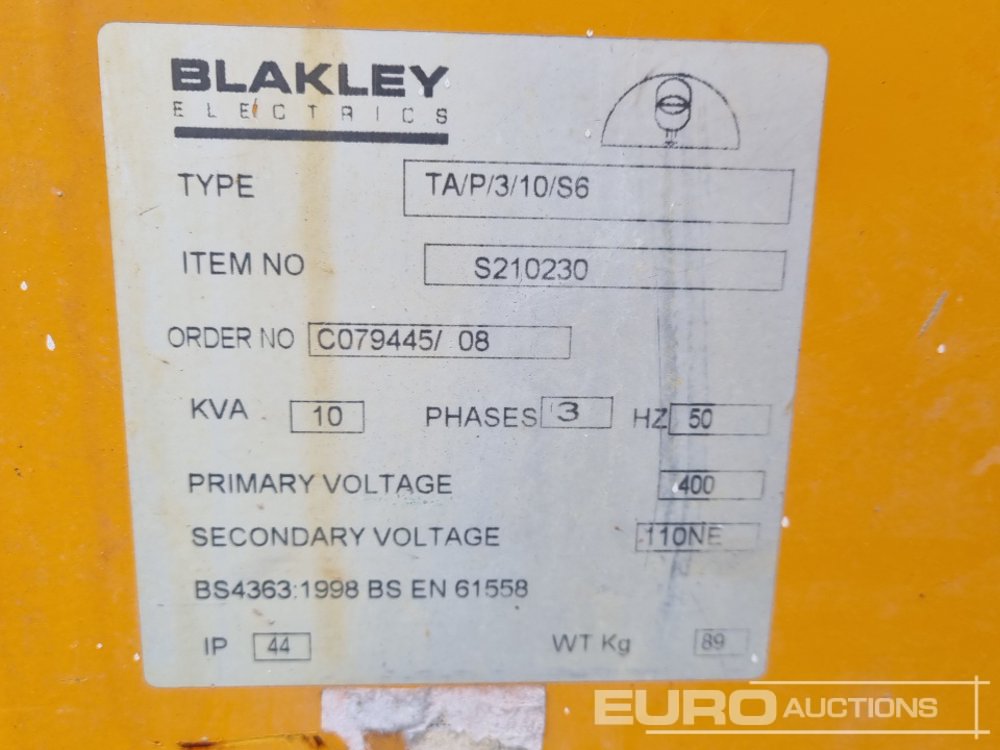 BLAKLEY
ELECTRICS
TYPE TA/P/3/10/S6
ITEM NO S210230
ORDER NO C079445/ 08
KVA 10 PHASES 3 HZ 50
PRIMARY VOLTAGE 400
SECONDARY VOLTAGE 110NE
BS4363:1998 BS EN 61558
IP 44 WT Kg 89
EURO AUCTIONS